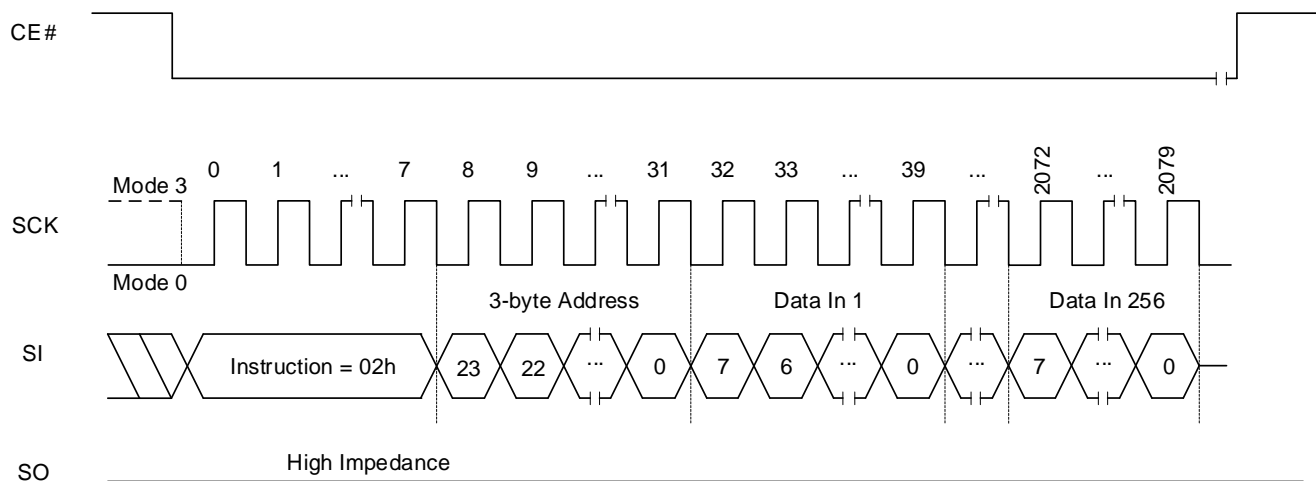 CE#
0 1 ... 7 8 9 ... 31 32 33 ... 39 ... 2072 ... 2079
Mode 3
SCK
Mode 0
3-byte Address Data In 1 Data In 256
SI Instruction = 02h 23 22 ... 0 7 6 ... 0 ... 7 ... 0
High Impedance
SO